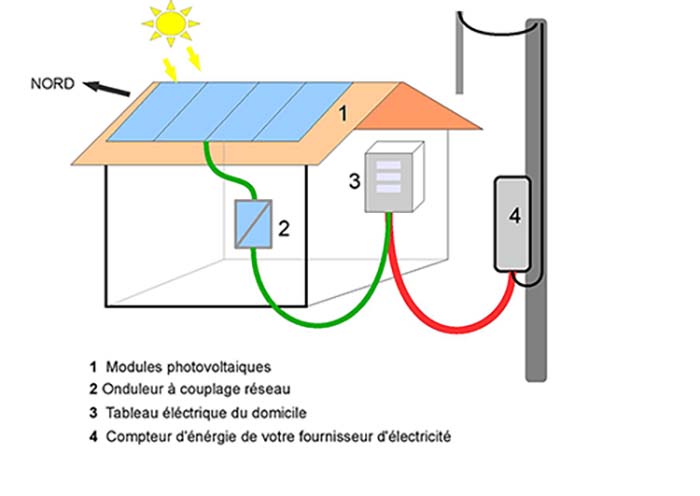 NORD
1
3
2
4
1 Modules photovoltaiques
2 Onduleur à couplage réseau
3 Tableau éléctrique du domicile
4 Compteur d'énérgie de votre fournisseur d'électricité